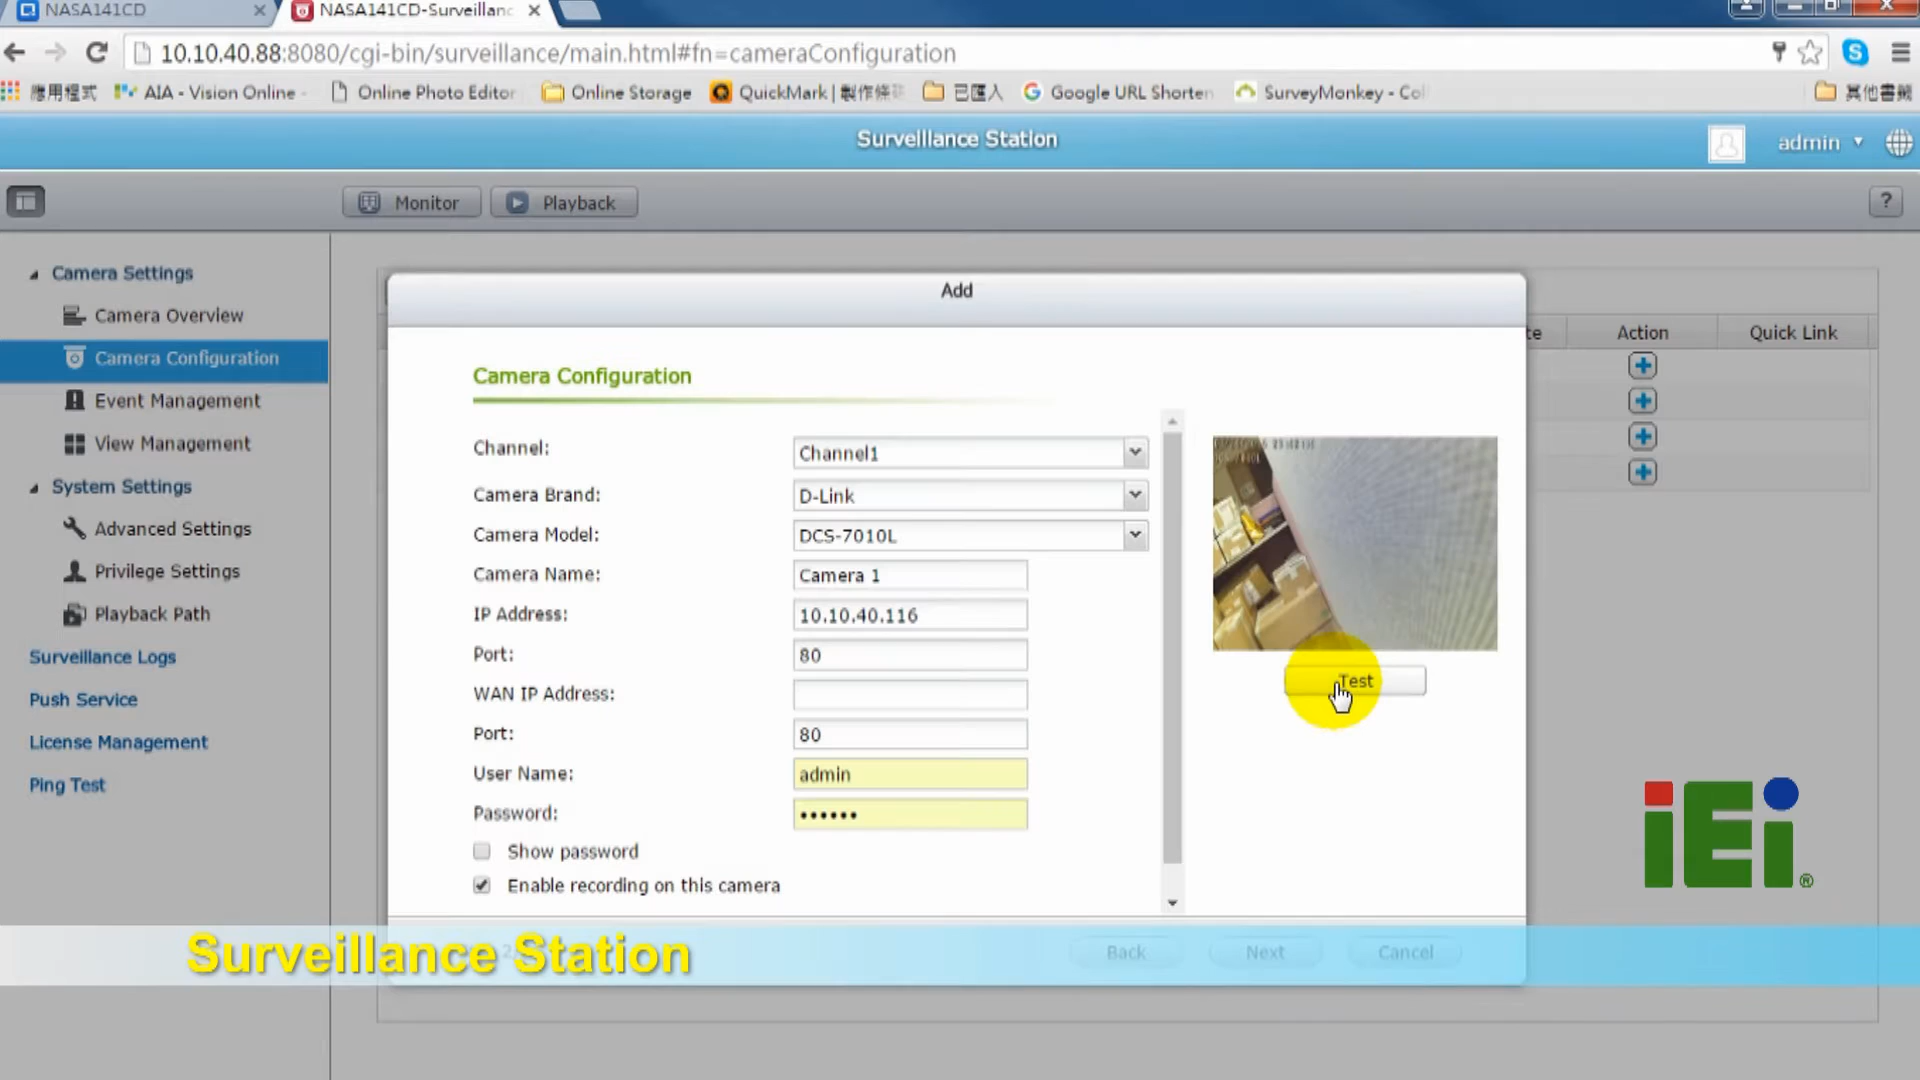 NASA141CD
NASA141CD-Surveillanc
10.10.40.88:8080/cgi-bin/surveillance/main.html#fn=cameraConfiguration
應用程式 AIA - Vision Online - Online Photo Editor Online Storage QuickMark | 製作條 已匯入 Google URL Shorten SurveyMonkey - Col 其他書籤
Surveillance Station
admin
Monitor
Playback
?
Camera Settings
Camera Overview
Camera Configuration
Event Management
View Management
System Settings
Advanced Settings
Privilege Settings
Playback Path
Surveillance Logs
Push Service
License Management
Ping Test
te Action Quick Link
Add
Camera Configuration
Channel: Channel1
Camera Brand: D-Link
Camera Model: DCS-7010L
Camera Name: Camera 1
IP Address: 10.10.40.116
Port: 80
WAN IP Address:
Port: 80
User Name: admin
Password: ••••••
Show password
Enable recording on this camera
Test
Back Next Cancel
Surveillance Station
iEi®